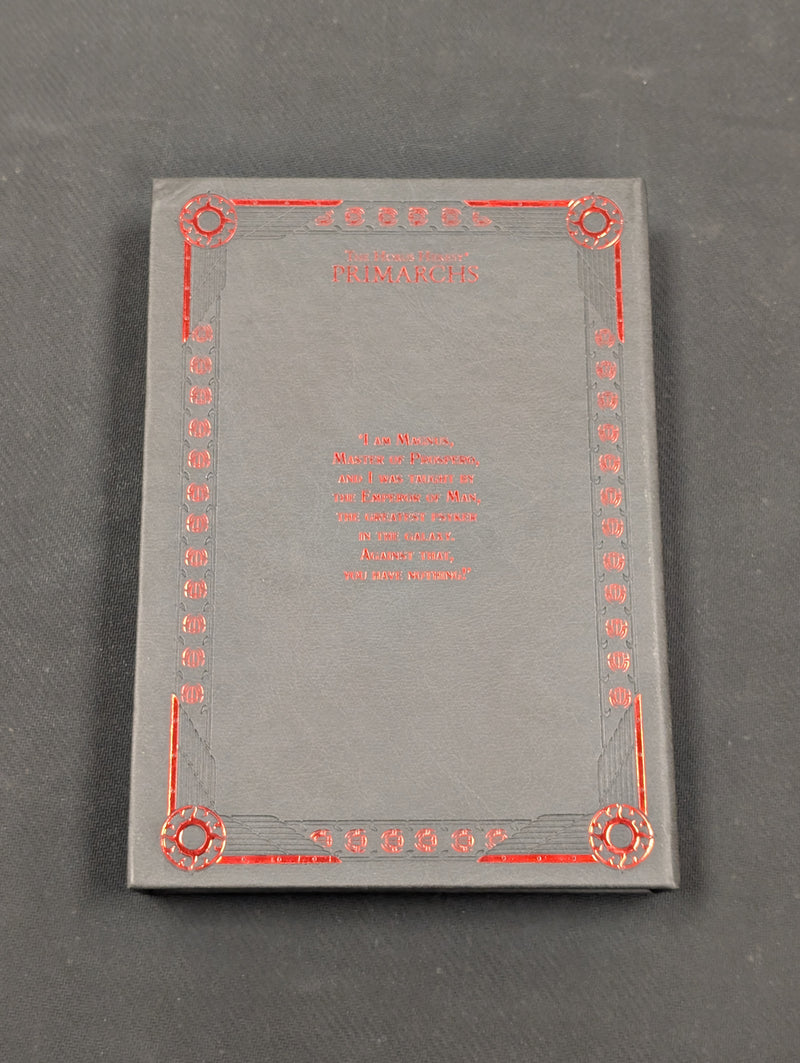 The Horus Heresy®
PRIMARCHS
"I am Magnus,
Master of Prospero,
and I was taught by
the Emperor of Man,
the greatest psyker
in the galaxy.
Against that,
you have nothing!"